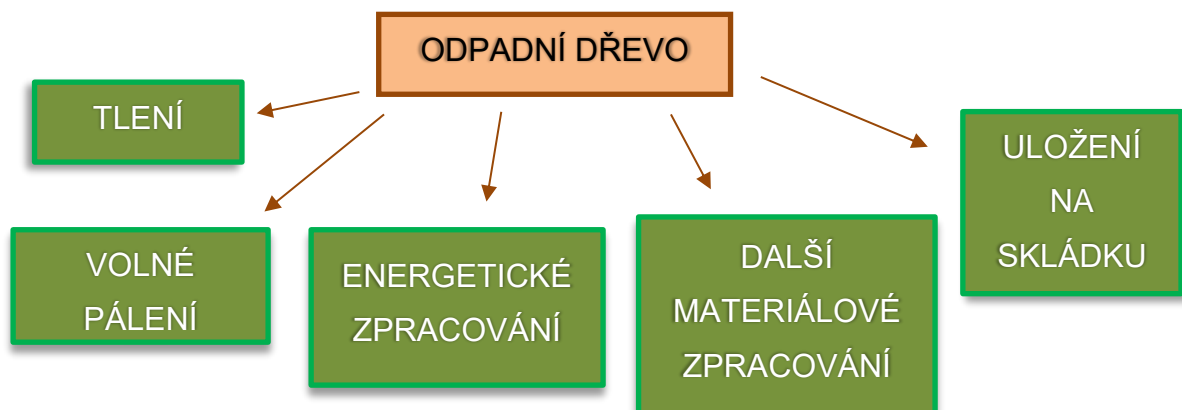 ODPADNÍ DŘEVO
TLENÍ
VOLNÉ
PÁLENÍ
ENERGETICKÉ
ZPRACOVÁNÍ
DALŠÍ
MATERIÁLOVÉ
ZPRACOVÁNÍ
ULOŽENÍ
NA
SKLÁDKU